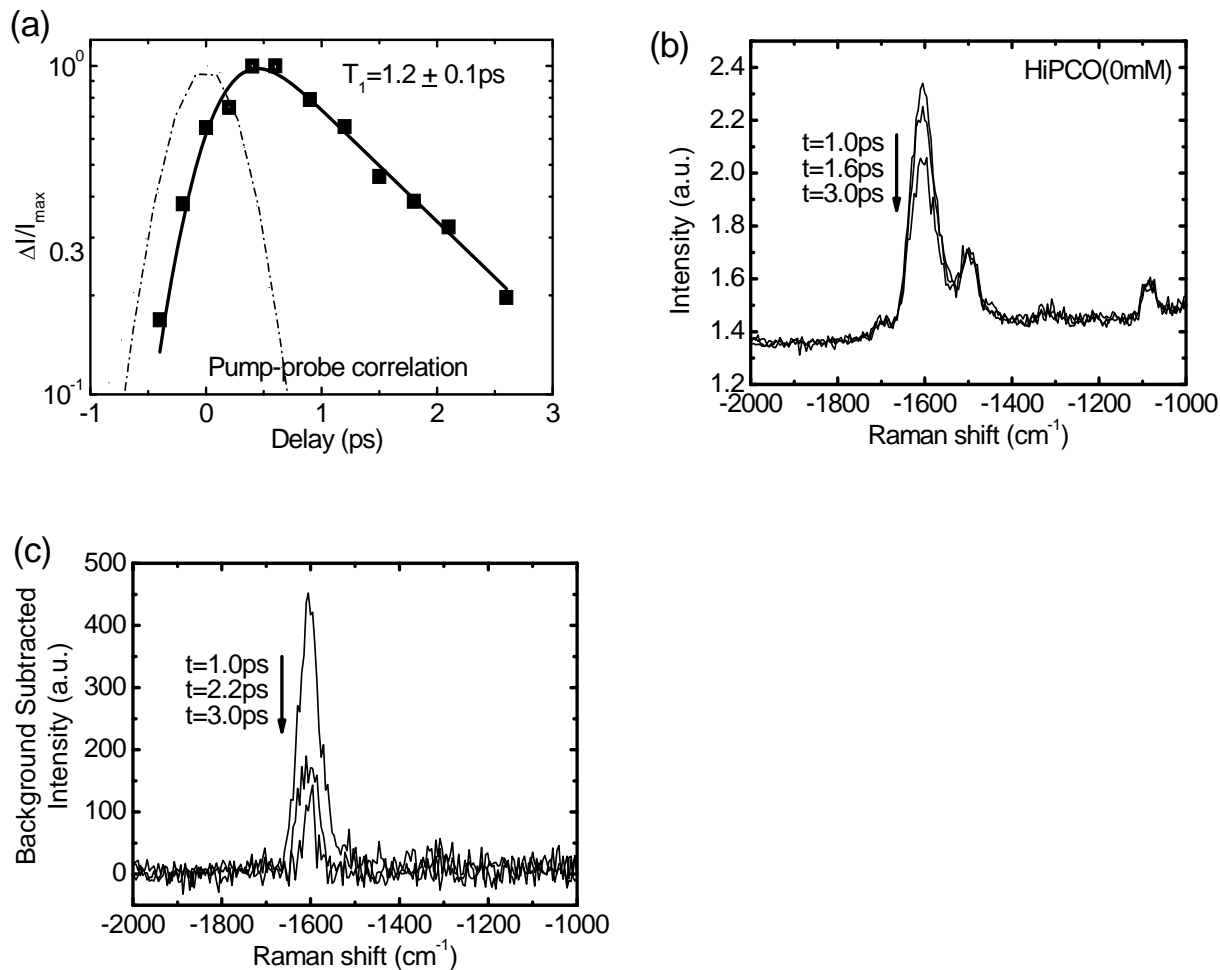 (a)
10⁰
T₁=1.2 ± 0.1ps
ΔI/I_max
0.3
10⁻¹
Pump-probe correlation
-1 0 1 2 3
Delay (ps)
(b)
2.4
2.2
2.0
1.8
1.6
1.4
1.2
HiPCO(0mM)
t=1.0ps
t=1.6ps
t=3.0ps
Intensity (a.u.)
-2000 -1800 -1600 -1400 -1200 -1000
Raman shift (cm⁻¹)
(c)
500
400
300
200
100
0
t=1.0ps
t=2.2ps
t=3.0ps
Background Subtracted
Intensity (a.u.)
-2000 -1800 -1600 -1400 -1200 -1000
Raman shift (cm⁻¹)